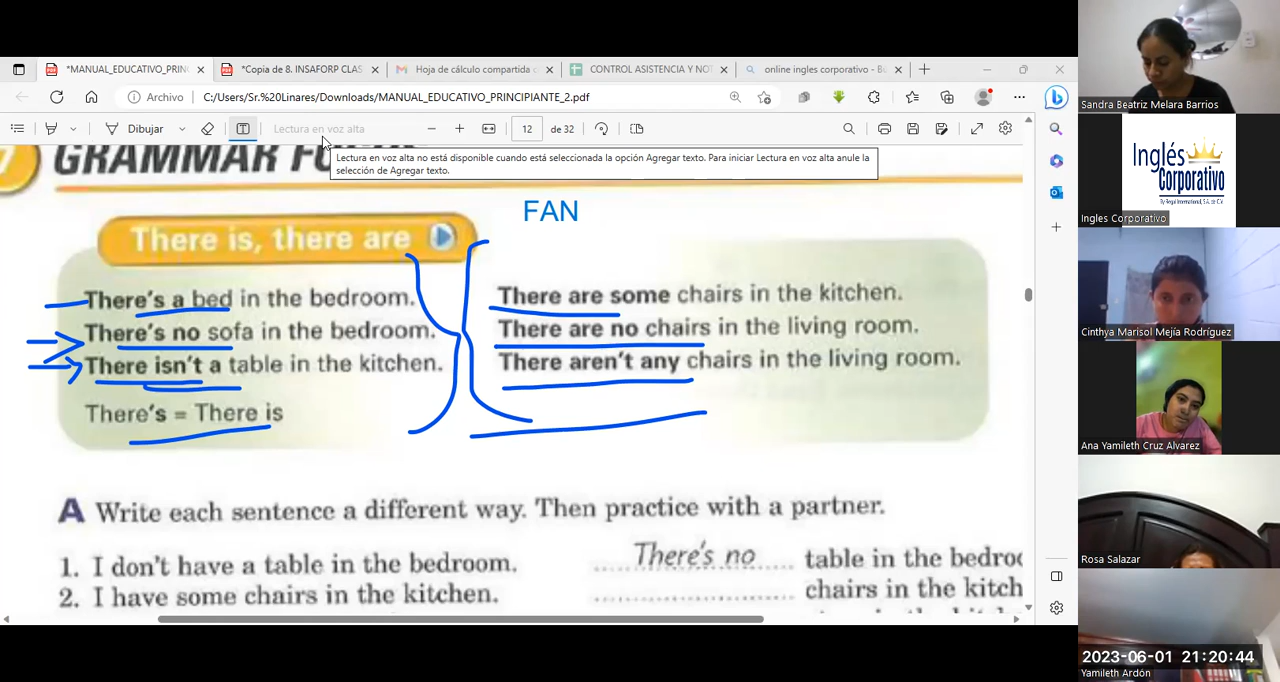 *MANUAL_EDUCATIVO_PRIN
*Copia de 8. INSAFORP CLAS
Hoja de cálculo compartida
CONTROL ASISTENCIA Y NOT
online ingles corporativo - B
Archivo
C:/Users/Sr.%20Linares/Downloads/MANUAL_EDUCATIVO_PRINCIPIANTE_2.pdf
Dibujar
Lectura en voz alta
12 de 32
Lectura en voz alta no está disponible cuando está seleccionada la opción Agregar texto. Para iniciar Lectura en voz alta anule la
selección de Agregar texto.
7 GRAMMAR FO
FAN
There is, there are
There's a bed in the bedroom.
There's no sofa in the bedroom.
There isn't a table in the kitchen.
There's = There is
There are some chairs in the kitchen.
There are no chairs in the living room.
There aren't any chairs in the living room.
A Write each sentence a different way. Then practice with a partner.
1. I don't have a table in the bedroom. There's no table in the bedroo
2. I have some chairs in the kitchen. chairs in the kitch
Sandra Beatriz Melara Barrios
Inglés
Corporativo
By Regal International, S.A. de C.V.
Ingles Corporativo
Cinthya Marisol Mejía Rodríguez
Ana Yamileth Cruz Alvarez
Rosa Salazar
2023-06-01 21:20:44
Yamileth Ardón